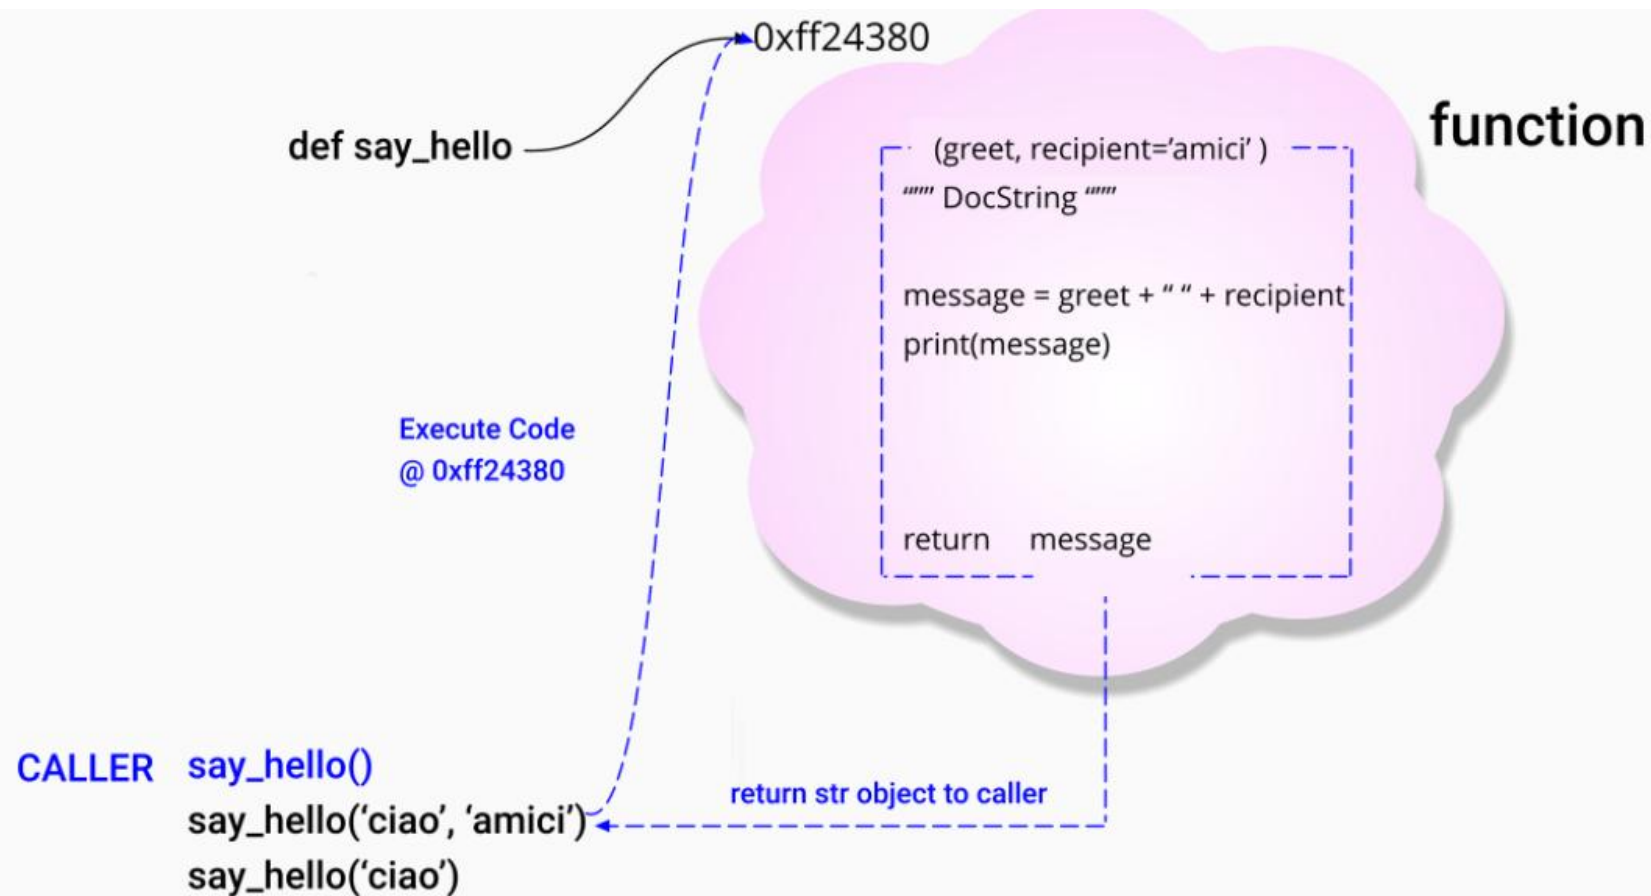 0xff24380
def say_hello
function
(greet, recipient=’amici’ )
“”” DocString “””
message = greet + “ “ + recipient
print(message)
Execute Code
@ 0xff24380
return message
CALLER say_hello()
return str object to caller
say_hello(‘ciao’, ‘amici’)
say_hello(‘ciao’)